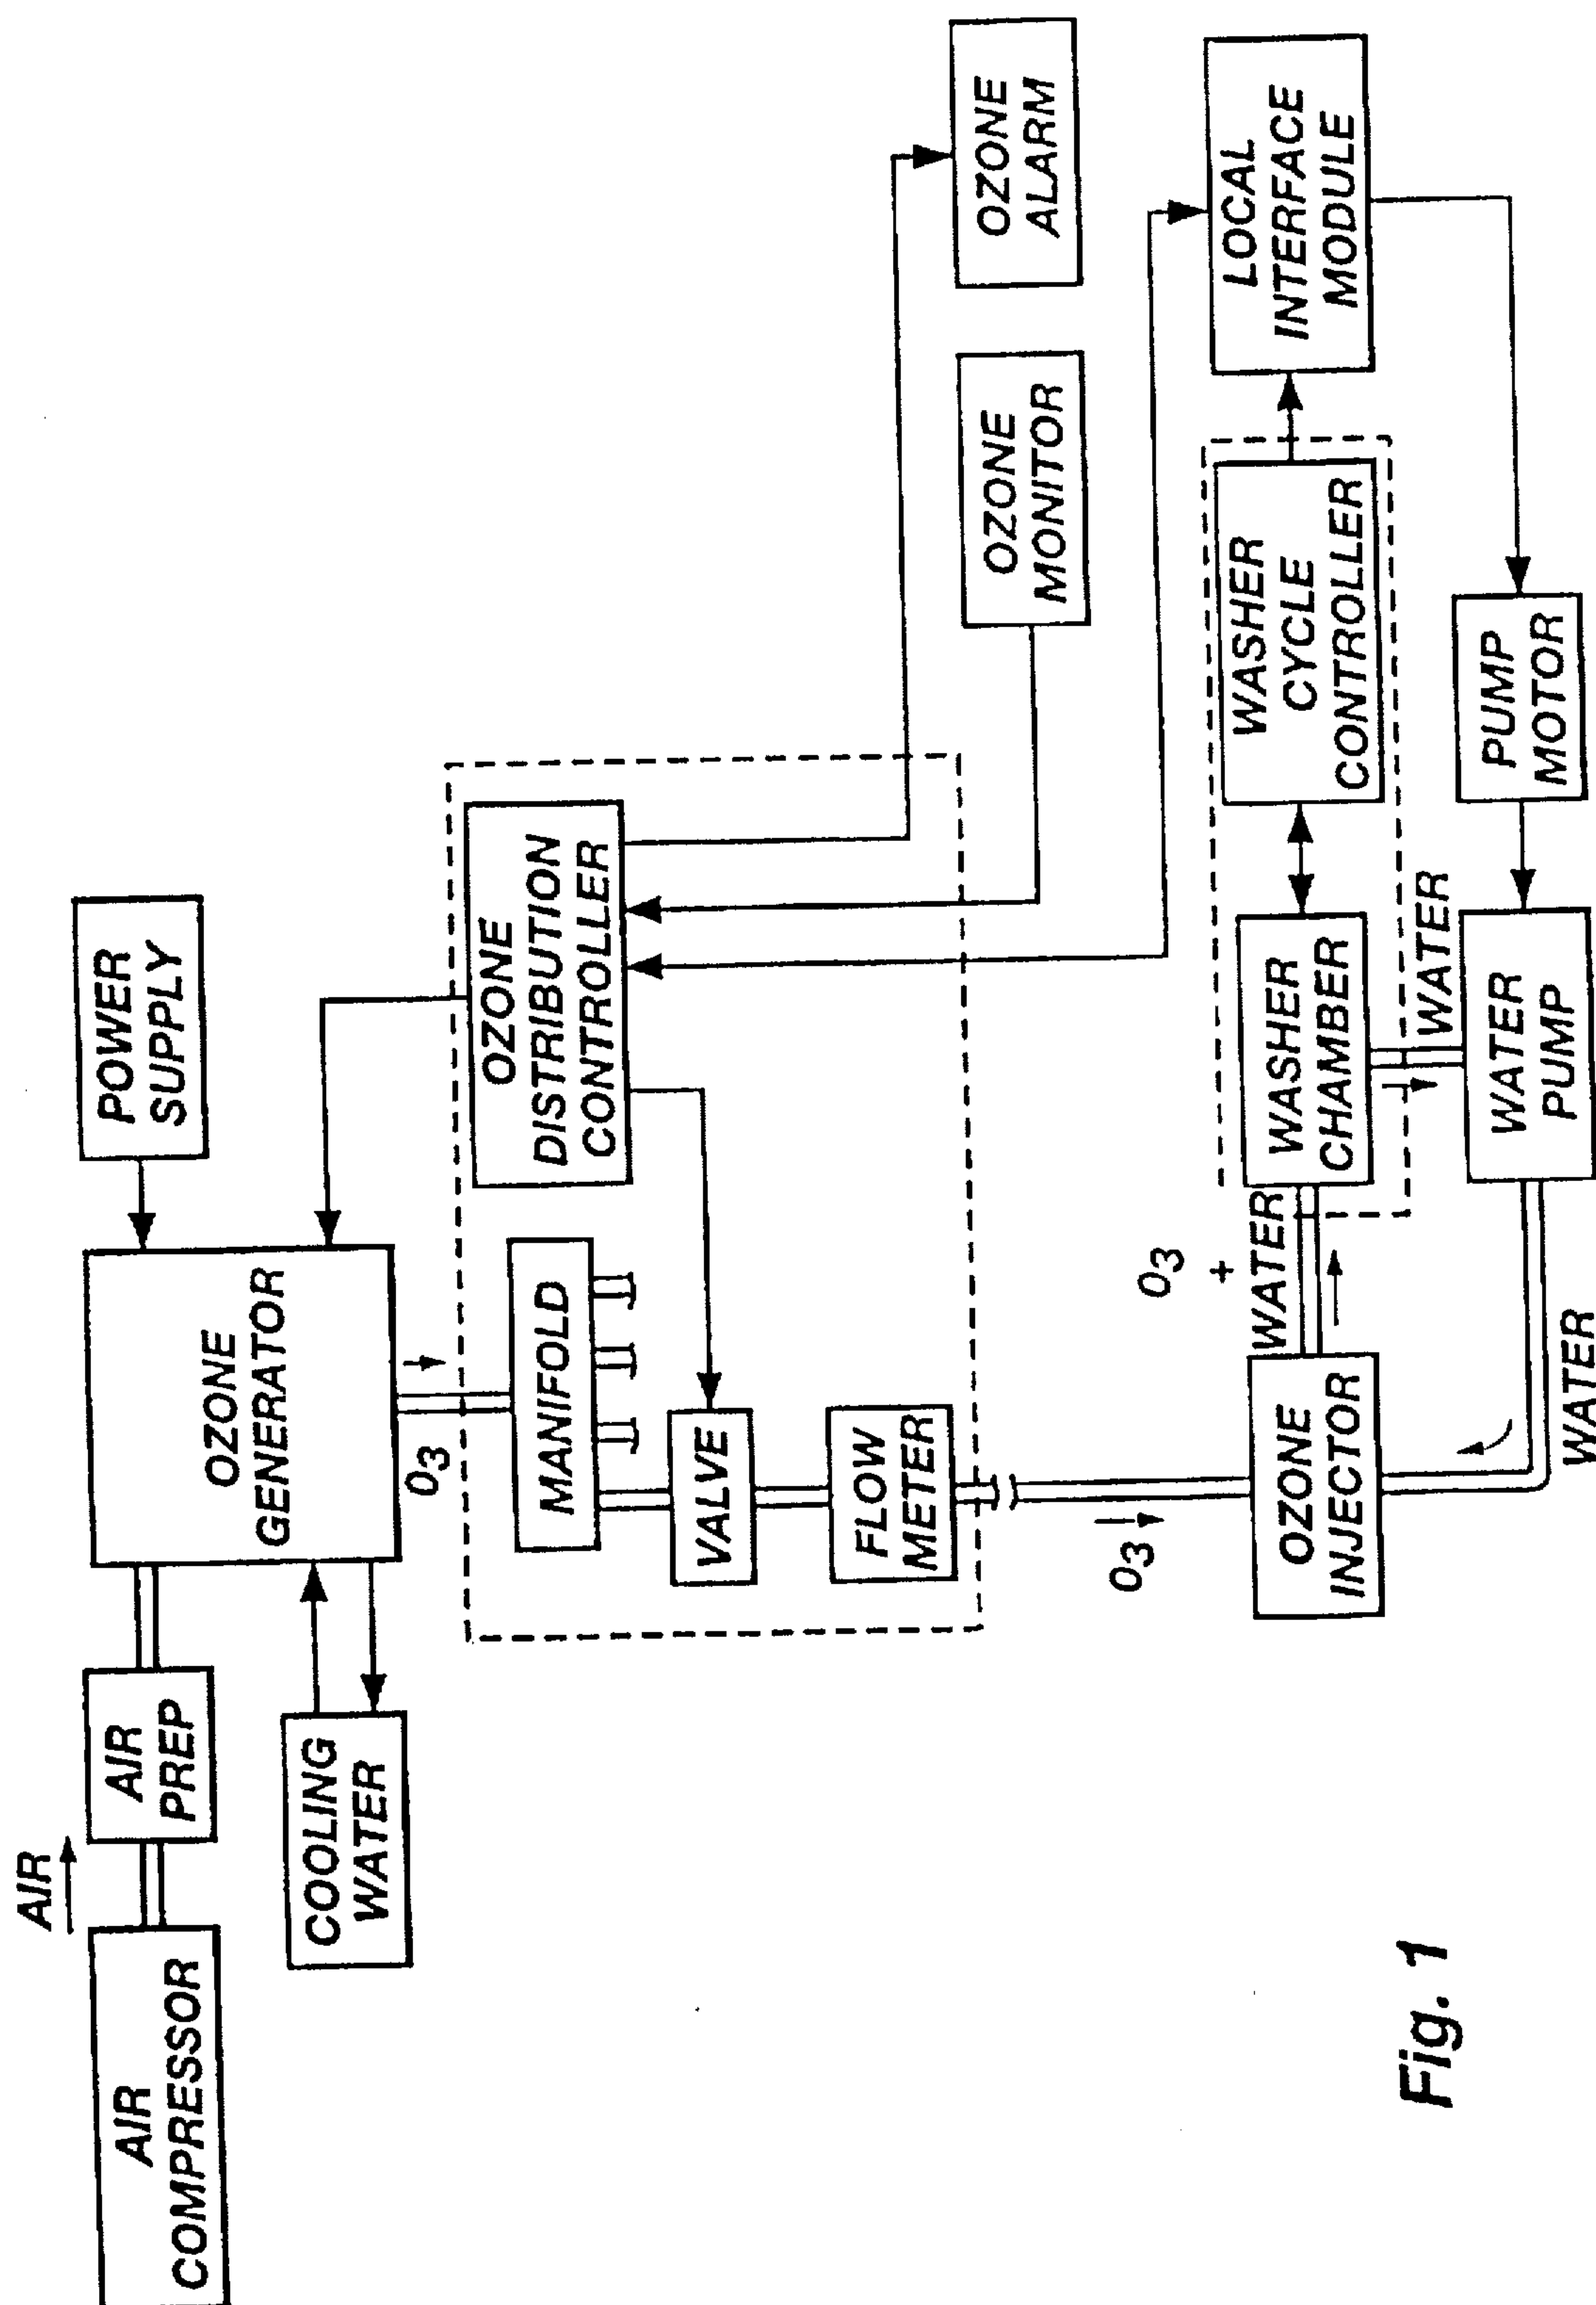 AIR
AIR
COMPRESSOR
AIR
PREP
COOLING
WATER
OZONE
GENERATOR
POWER
SUPPLY
O3
MANIFOLD
VALVE
FLOW
METER
OZONE
DISTRIBUTION
CONTROLLER
OZONE
MONITOR
OZONE
ALARM
O3
OZONE
INJECTOR
O3
+
WATER
WASHER
CHAMBER
WASHER
CYCLE
CONTROLLER
LOCAL
INTERFACE
MODULE
WATER
WATER
PUMP
PUMP
MOTOR
WATER
Fig. 1